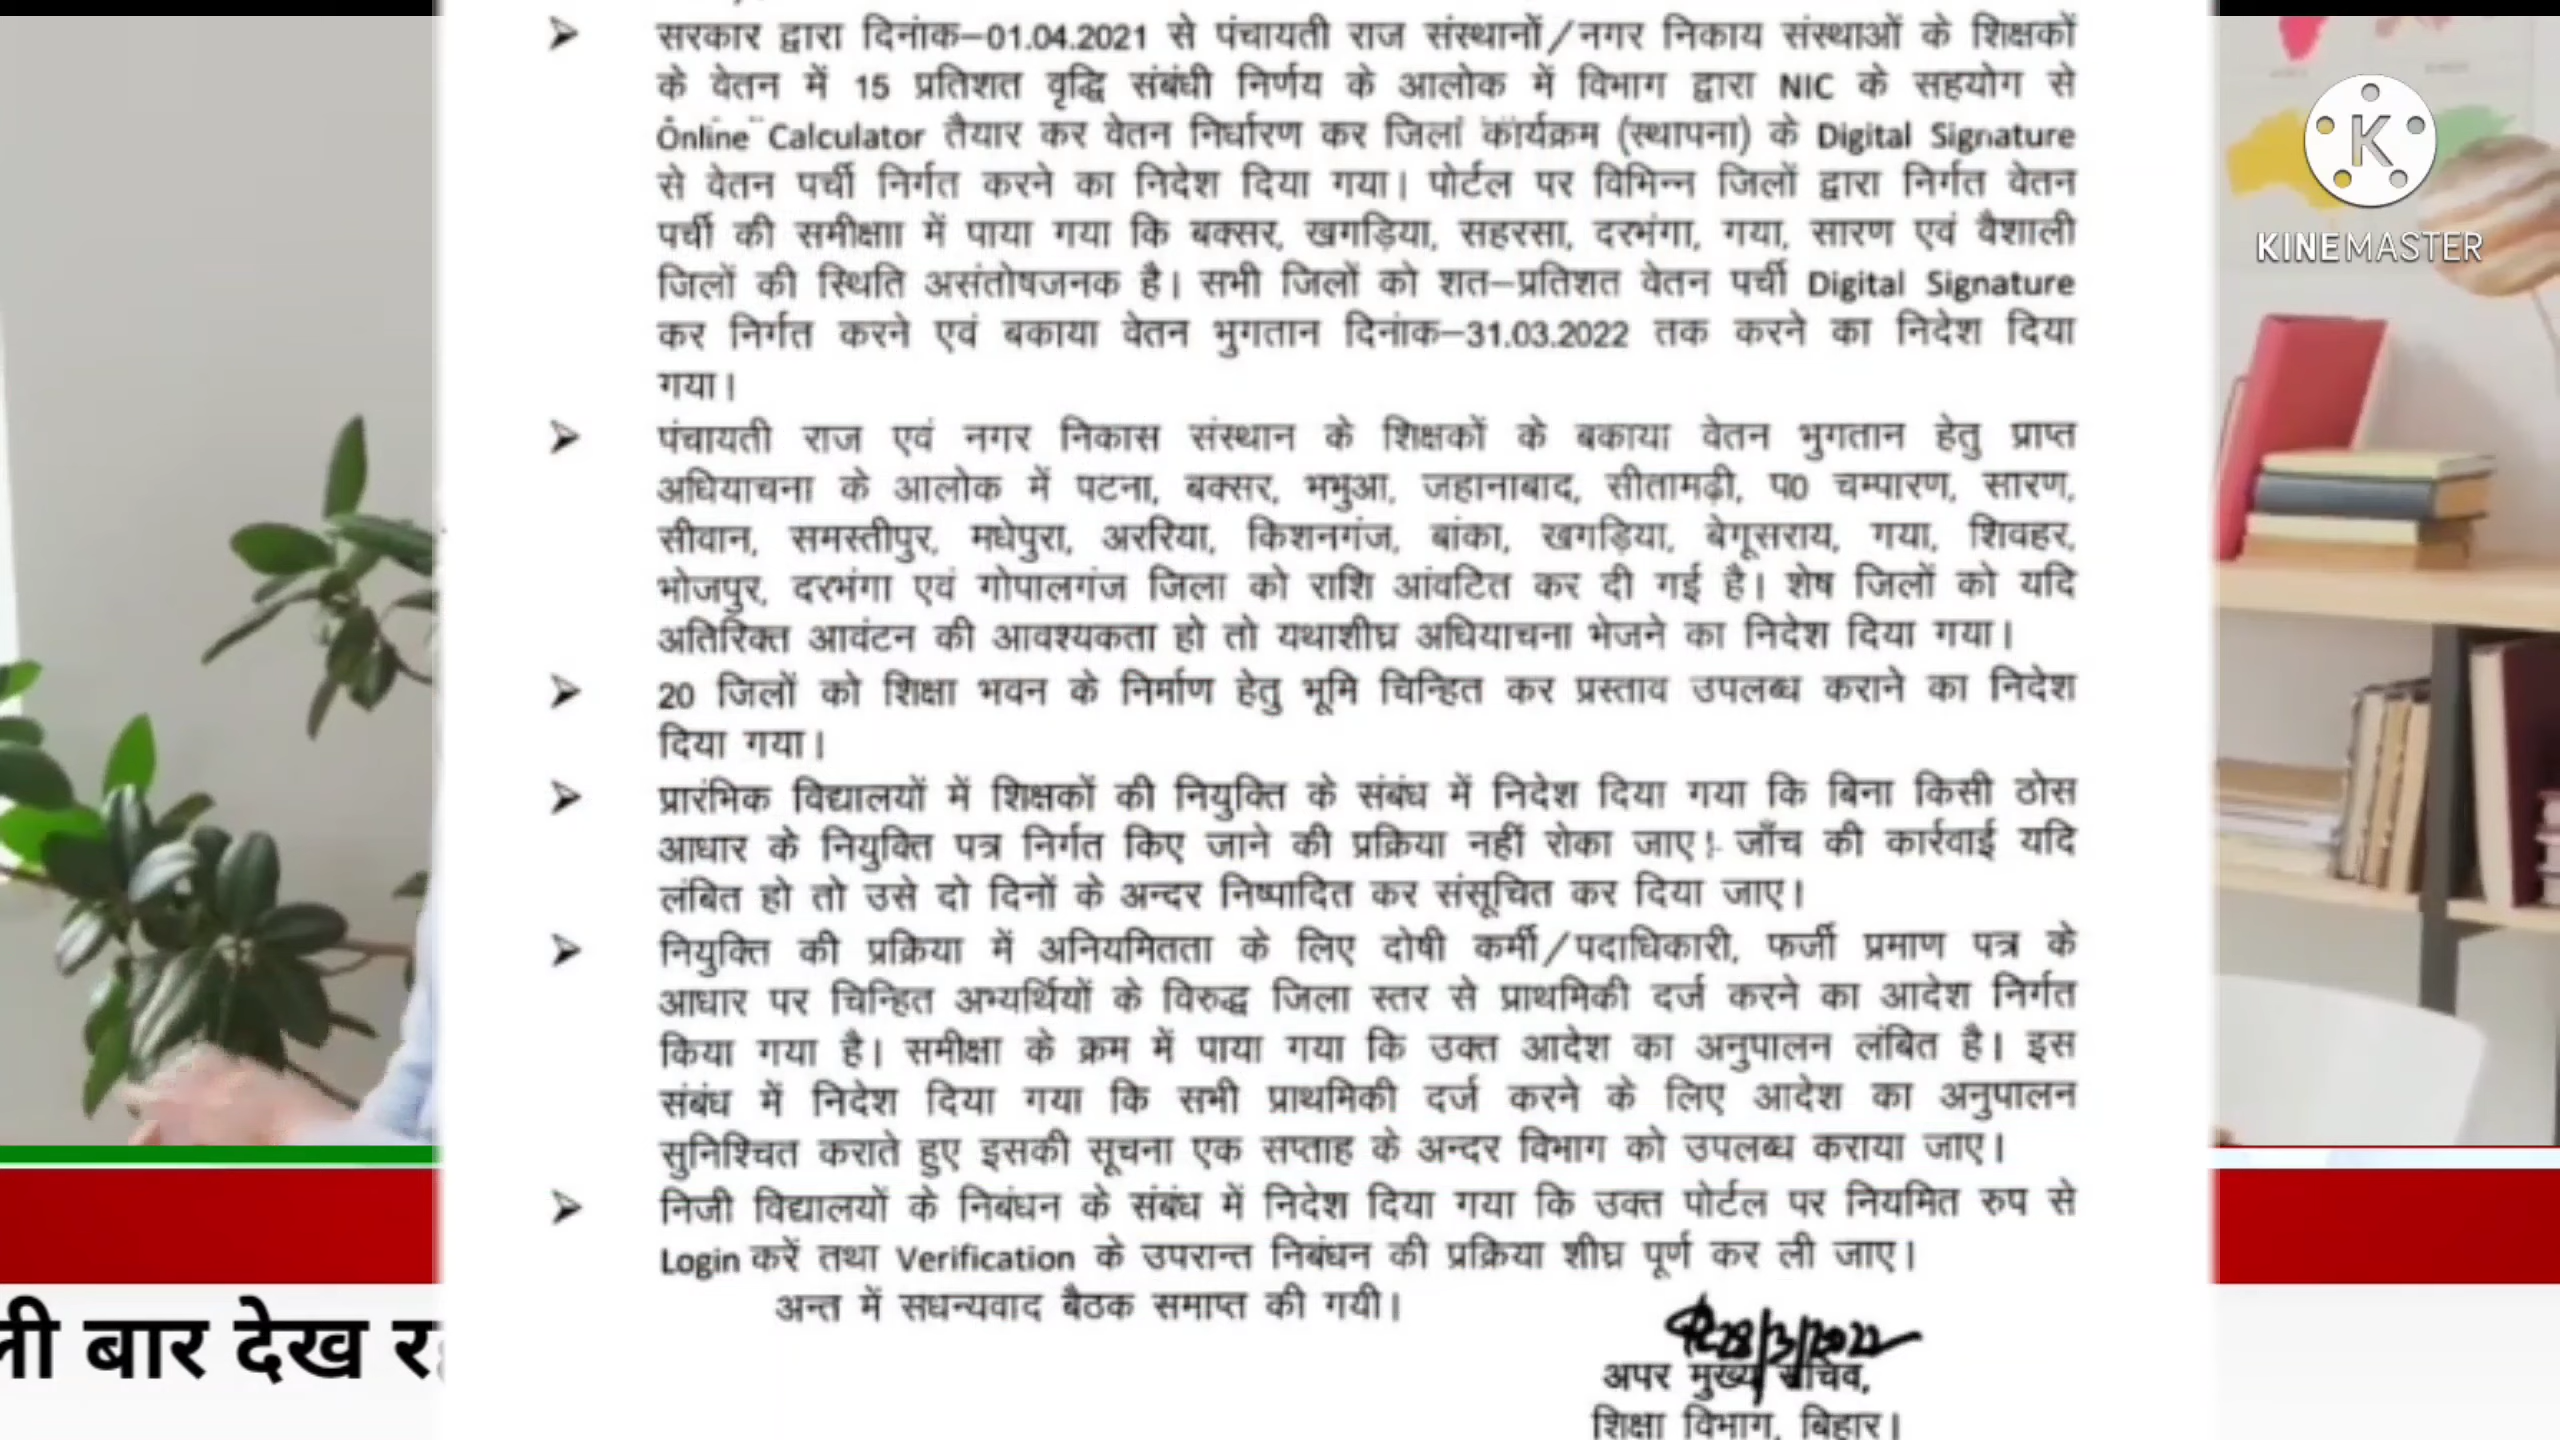 सरकार द्वारा दिनांक–01.04.2021 से पंचायती राज संस्थानों/नगर निकाय संस्थाओं के शिक्षकों
के वेतन में 15 प्रतिशत वृद्धि संबंधी निर्णय के आलोक में विभाग द्वारा NIC के सहयोग से
Online Calculator तैयार कर वेतन निर्धारण कर जिला कार्यक्रम (स्थापना) के Digital Signature
से वेतन पर्ची निर्गत करने का निदेश दिया गया। पोर्टल पर विभिन्न जिलों द्वारा निर्गत वेतन
पर्ची की समीक्षाा में पाया गया कि बक्सर, खगड़िया, सहरसा, दरभंगा, गया, सारण एवं वैशाली
जिलों की स्थिति असंतोषजनक है। सभी जिलों को शत–प्रतिशत वेतन पर्ची Digital Signature
कर निर्गत करने एवं बकाया वेतन भुगतान दिनांक–31.03.2022 तक करने का निदेश दिया
गया।
पंचायती राज एवं नगर निकास संस्थान के शिक्षकों के बकाया वेतन भुगतान हेतु प्राप्त
अधियाचना के आलोक में पटना, बक्सर, भभुआ, जहानाबाद, सीतामढ़ी, प0 चम्पारण, सारण,
सीवान, समस्तीपुर, मधेपुरा, अररिया, किशनगंज, बांका, खगड़िया, बेगूसराय, गया, शिवहर,
भोजपुर, दरभंगा एवं गोपालगंज जिला को राशि आंवटित कर दी गई है। शेष जिलों को यदि
अतिरिक्त आवंटन की आवश्यकता हो तो यथाशीघ्र अधियाचना भेजने का निदेश दिया गया।
20 जिलों को शिक्षा भवन के निर्माण हेतु भूमि चिन्हित कर प्रस्ताव उपलब्ध कराने का निदेश
दिया गया।
प्रारंभिक विद्यालयों में शिक्षकों की नियुक्ति के संबंध में निदेश दिया गया कि बिना किसी ठोस
आधार के नियुक्ति पत्र निर्गत किए जाने की प्रक्रिया नहीं रोका जाए। जाँच की कार्रवाई यदि
लंबित हो तो उसे दो दिनों के अन्दर निष्पादित कर संसूचित कर दिया जाए।
नियुक्ति की प्रक्रिया में अनियमितता के लिए दोषी कर्मी/पदाधिकारी, फर्जी प्रमाण पत्र के
आधार पर चिन्हित अभ्यर्थियों के विरुद्ध जिला स्तर से प्राथमिकी दर्ज करने का आदेश निर्गत
किया गया है। समीक्षा के क्रम में पाया गया कि उक्त आदेश का अनुपालन लंबित है। इस
संबंध में निदेश दिया गया कि सभी प्राथमिकी दर्ज करने के लिए आदेश का अनुपालन
सुनिश्चित कराते हुए इसकी सूचना एक सप्ताह के अन्दर विभाग को उपलब्ध कराया जाए।
निजी विद्यालयों के निबंधन के संबंध में निदेश दिया गया कि उक्त पोर्टल पर नियमित रुप से
Login करें तथा Verification के उपरान्त निबंधन की प्रक्रिया शीघ्र पूर्ण कर ली जाए।
अन्त में सधन्यवाद बैठक समाप्त की गयी।
28/3/2022
अपर मुख्य सचिव,
शिक्षा विभाग, बिहार।
K
KINEMASTER
बार देख